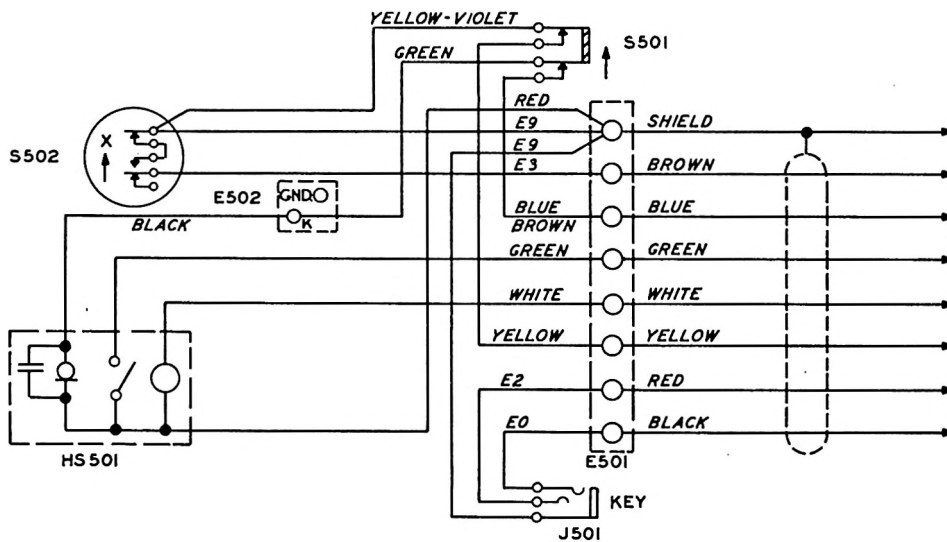 YELLOW-VIOLET
S501
GREEN
RED
SHIELD
E9
X
S502
E9
E3
BROWN
E502
GND.
K
BLACK
BLUE
BROWN
BLUE
GREEN
GREEN
WHITE
WHITE
YELLOW
YELLOW
E2
RED
E0
BLACK
HS501
E501
KEY
J501